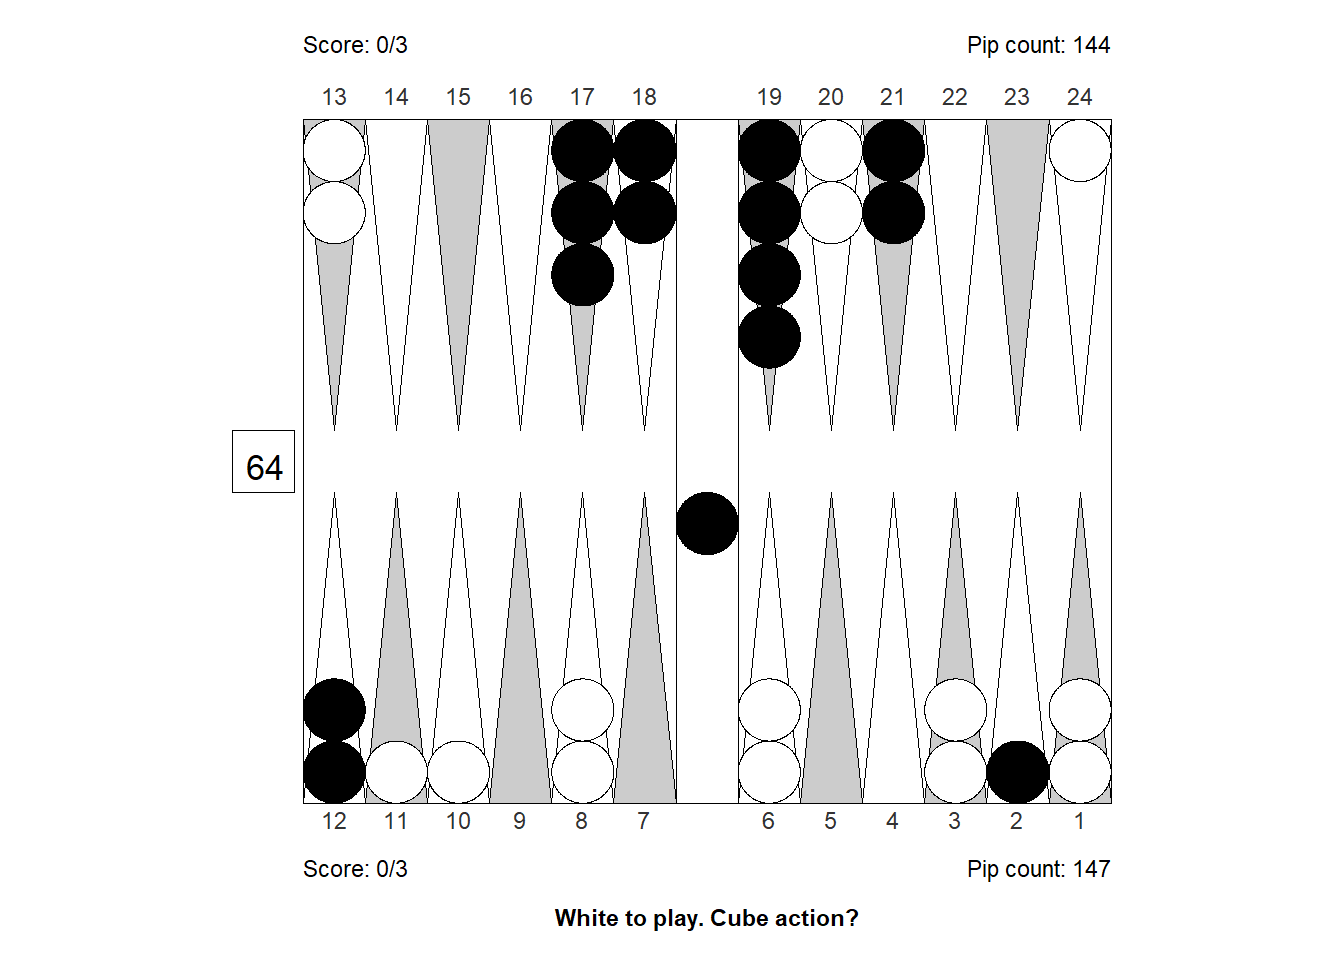 Score: 0/3 Pip count: 144
13 14 15 16 17 18 19 20 21 22 23 24
64
12 11 10 9 8 7 6 5 4 3 2 1
Score: 0/3 Pip count: 147
White to play. Cube action?